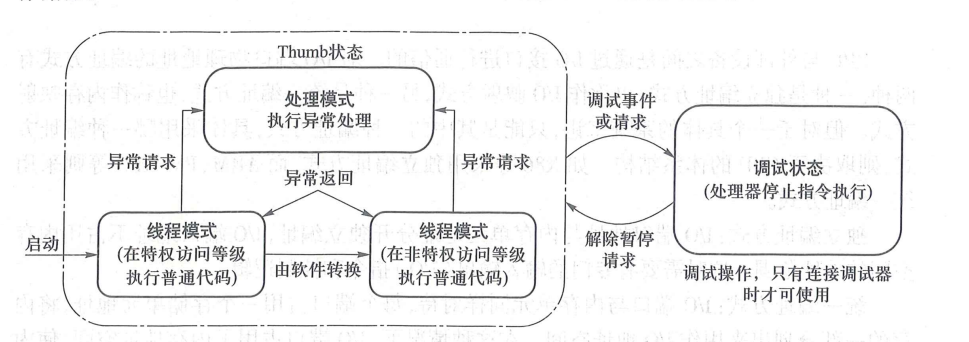 Thumb状态
处理模式
执行异常处理
调试事件
或请求
异常请求
异常请求
异常返回
调试状态
(处理器停止指令执行)
启动
线程模式
(在特权访问等级
执行普通代码)
由软件转换
线程模式
(在非特权访问等级
执行普通代码)
解除暂停
请求
调试操作，只有连接调试器
时才可使用